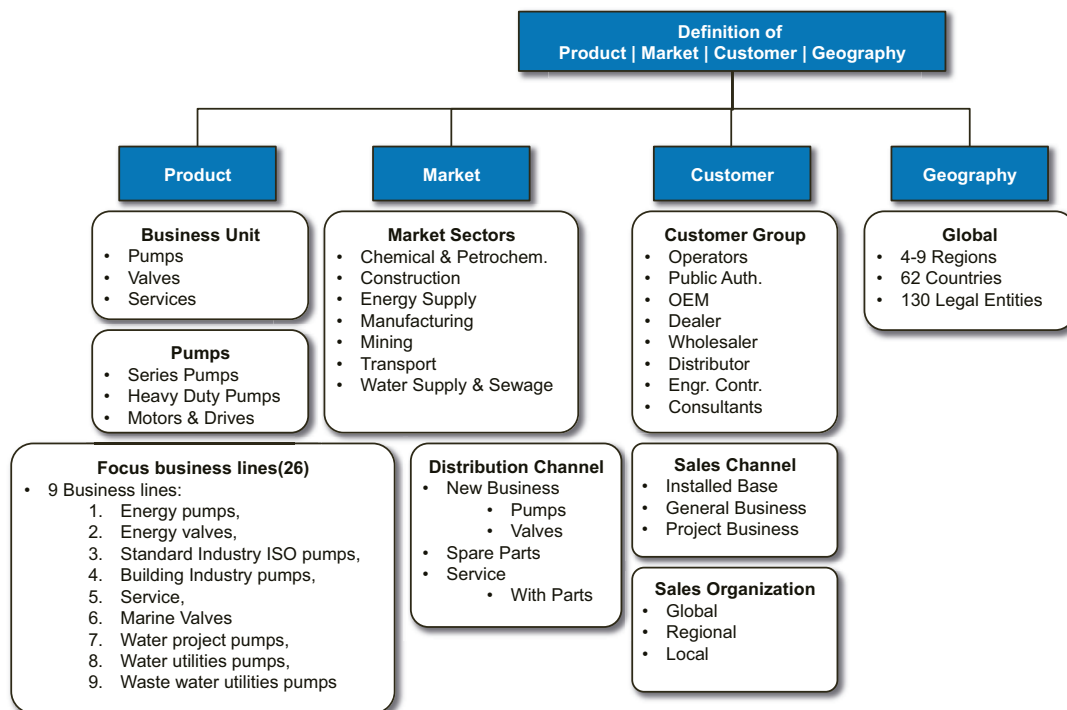 Definition of
Product | Market | Customer | Geography
Product
Business Unit
• Pumps
• Valves
• Services
Pumps
• Series Pumps
• Heavy Duty Pumps
• Motors & Drives
Focus business lines(26)
• 9 Business lines:
1. Energy pumps,
2. Energy valves,
3. Standard Industry ISO pumps,
4. Building Industry pumps,
5. Service,
6. Marine Valves
7. Water project pumps,
8. Water utilities pumps,
9. Waste water utilities pumps
Market
Market Sectors
• Chemical & Petrochem.
• Construction
• Energy Supply
• Manufacturing
• Mining
• Transport
• Water Supply & Sewage
Distribution Channel
• New Business
• Pumps
• Valves
• Spare Parts
• Service
• With Parts
Customer
Customer Group
• Operators
• Public Auth.
• OEM
• Dealer
• Wholesaler
• Distributor
• Engr. Contr.
• Consultants
Sales Channel
• Installed Base
• General Business
• Project Business
Sales Organization
• Global
• Regional
• Local
Geography
Global
• 4-9 Regions
• 62 Countries
• 130 Legal Entities